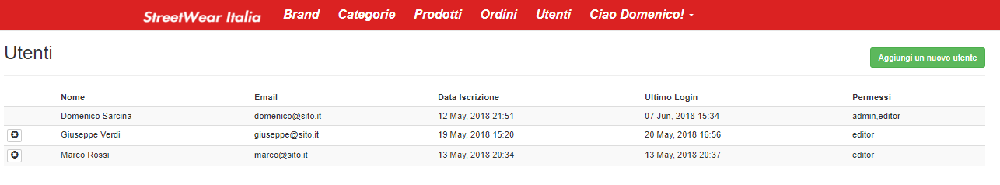 StreetWear Italia Brand Categorie Prodotti Ordini Utenti Ciao Domenico!
Utenti
Aggiungi un nuovo utente
Nome Email Data Iscrizione Ultimo Login Permessi
Domenico Sarcina domenico@sito.it 12 May, 2018 21:51 07 Jun, 2018 15:34 admin,editor
Giuseppe Verdi giuseppe@sito.it 19 May, 2018 15:20 20 May, 2018 16:56 editor
Marco Rossi marco@sito.it 13 May, 2018 20:34 13 May, 2018 20:37 editor